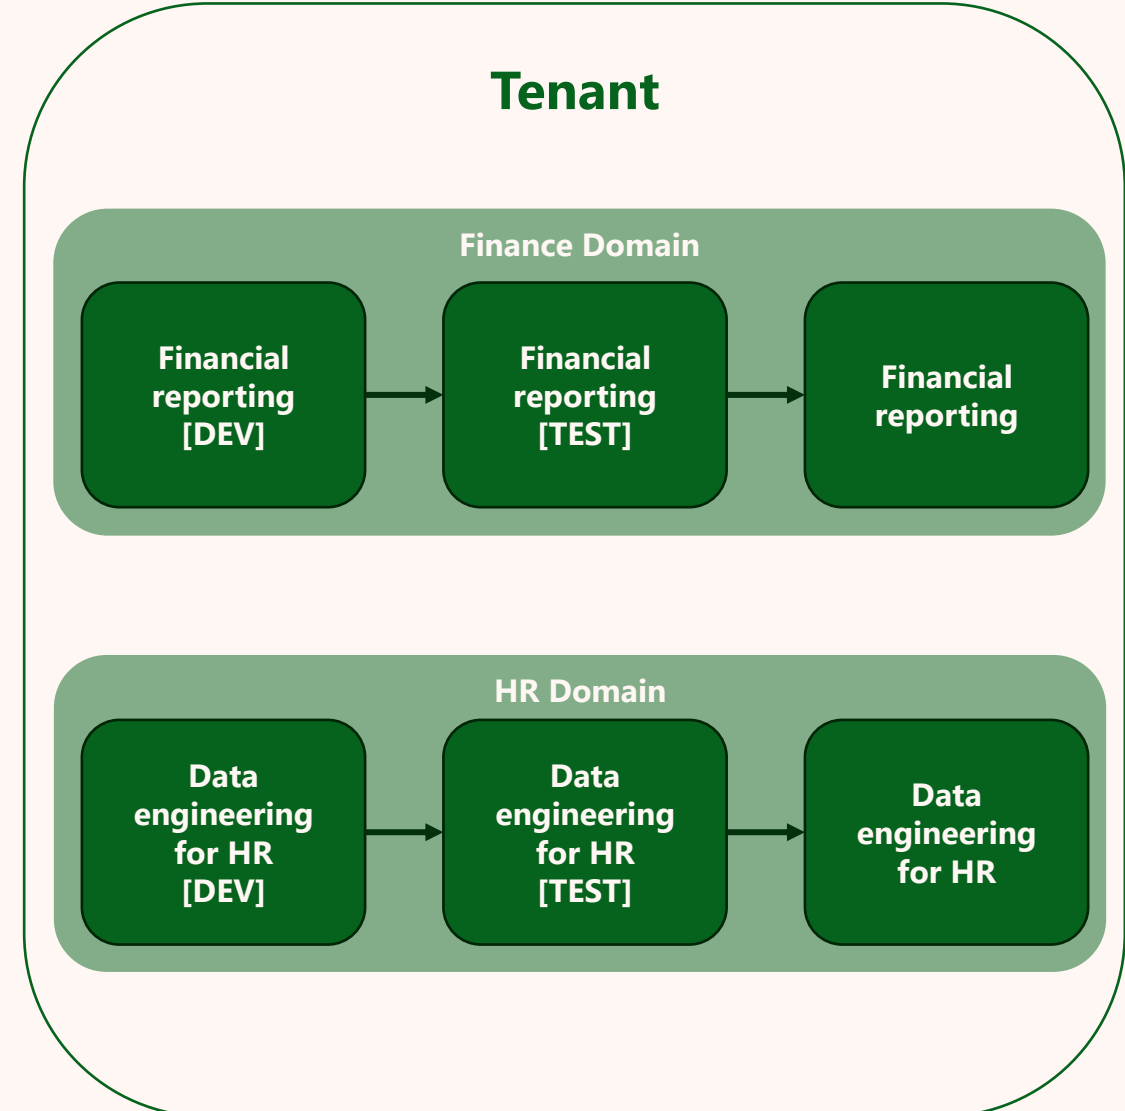 Tenant
Finance Domain
Financial
reporting
[DEV]
Financial
reporting
[TEST]
Financial
reporting
HR Domain
Data
engineering
for HR
[DEV]
Data
engineering
for HR
[TEST]
Data
engineering
for HR